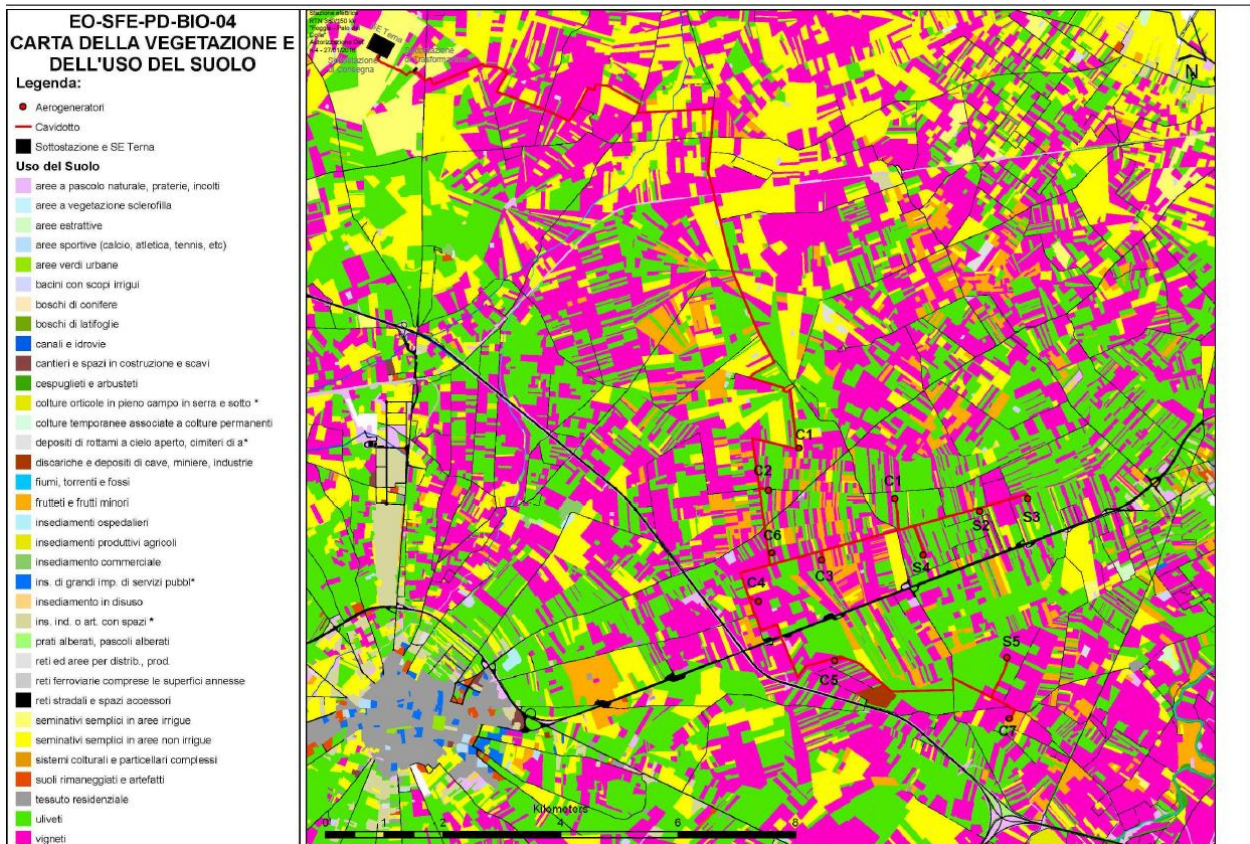 EO-SFE-PD-BIO-04
CARTA DELLA VEGETAZIONE E
DELL'USO DEL SUOLO
Legenda:
Aerogeneratori
Cavidotto
Sottostazione e SE Terna
Uso del Suolo
aree a pascolo naturale, praterie, incolti
aree a vegetazione sclerofilla
aree estrattive
aree sportive (calcio, atletica, tennis, etc)
aree verdi urbane
bacini con scopi irrigui
boschi di conifere
boschi di latifoglie
canali e idrovie
cantieri e spazi in costruzione e scavi
cespuglieti e arbusteti
colture orticole in pieno campo in serra e sotto *
colture temporanee associate a colture permanenti
depositi di rottami a cielo aperto, cimiteri di a*
discariche e depositi di cave, miniere, industrie
fiumi, torrenti e fossi
frutteti e frutti minori
insediamenti ospedalieri
insediamenti produttivi agricoli
insediamento commerciale
ins. di grandi imp. di servizi pubbl*
insediamento in disuso
ins. ind. o art. con spazi *
prati alberati, pascoli alberati
reti ed aree per distrib., prod.
reti ferroviarie comprese le superfici annesse
reti stradali e spazi accessori
seminativi semplici in aree irrigue
seminativi semplici in aree non irrigue
sistemi colturali e particellari complessi
suoli rimaneggiati e artefatti
tessuto residenziale
uliveti
vigneti
Stazione elettrica
SE Terna
Sottostazione
di Consegna
Sottostazione
di Trasformazione
N
C1
C2
C1
S3
S2
C6
C3
S4
C4
S5
C5
C7
Kilometers
0 1 2 4 6 8